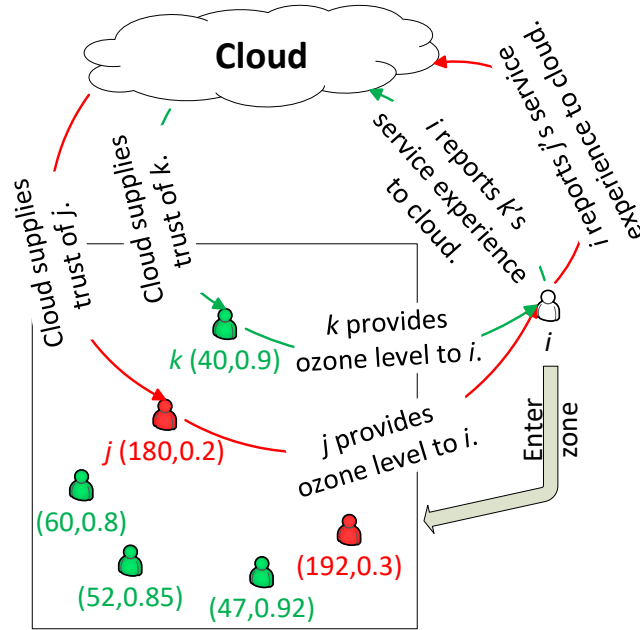 Cloud
Cloud supplies
trust of j.
Cloud supplies
trust of k.
i reports k's
service experience
to cloud.
i reports j's service
experience to cloud.
k provides
ozone level to i.
k (40,0.9)
i
j (180,0.2)
j provides
ozone level to i.
Enter
zone
(60,0.8)
(192,0.3)
(52,0.85)
(47,0.92)